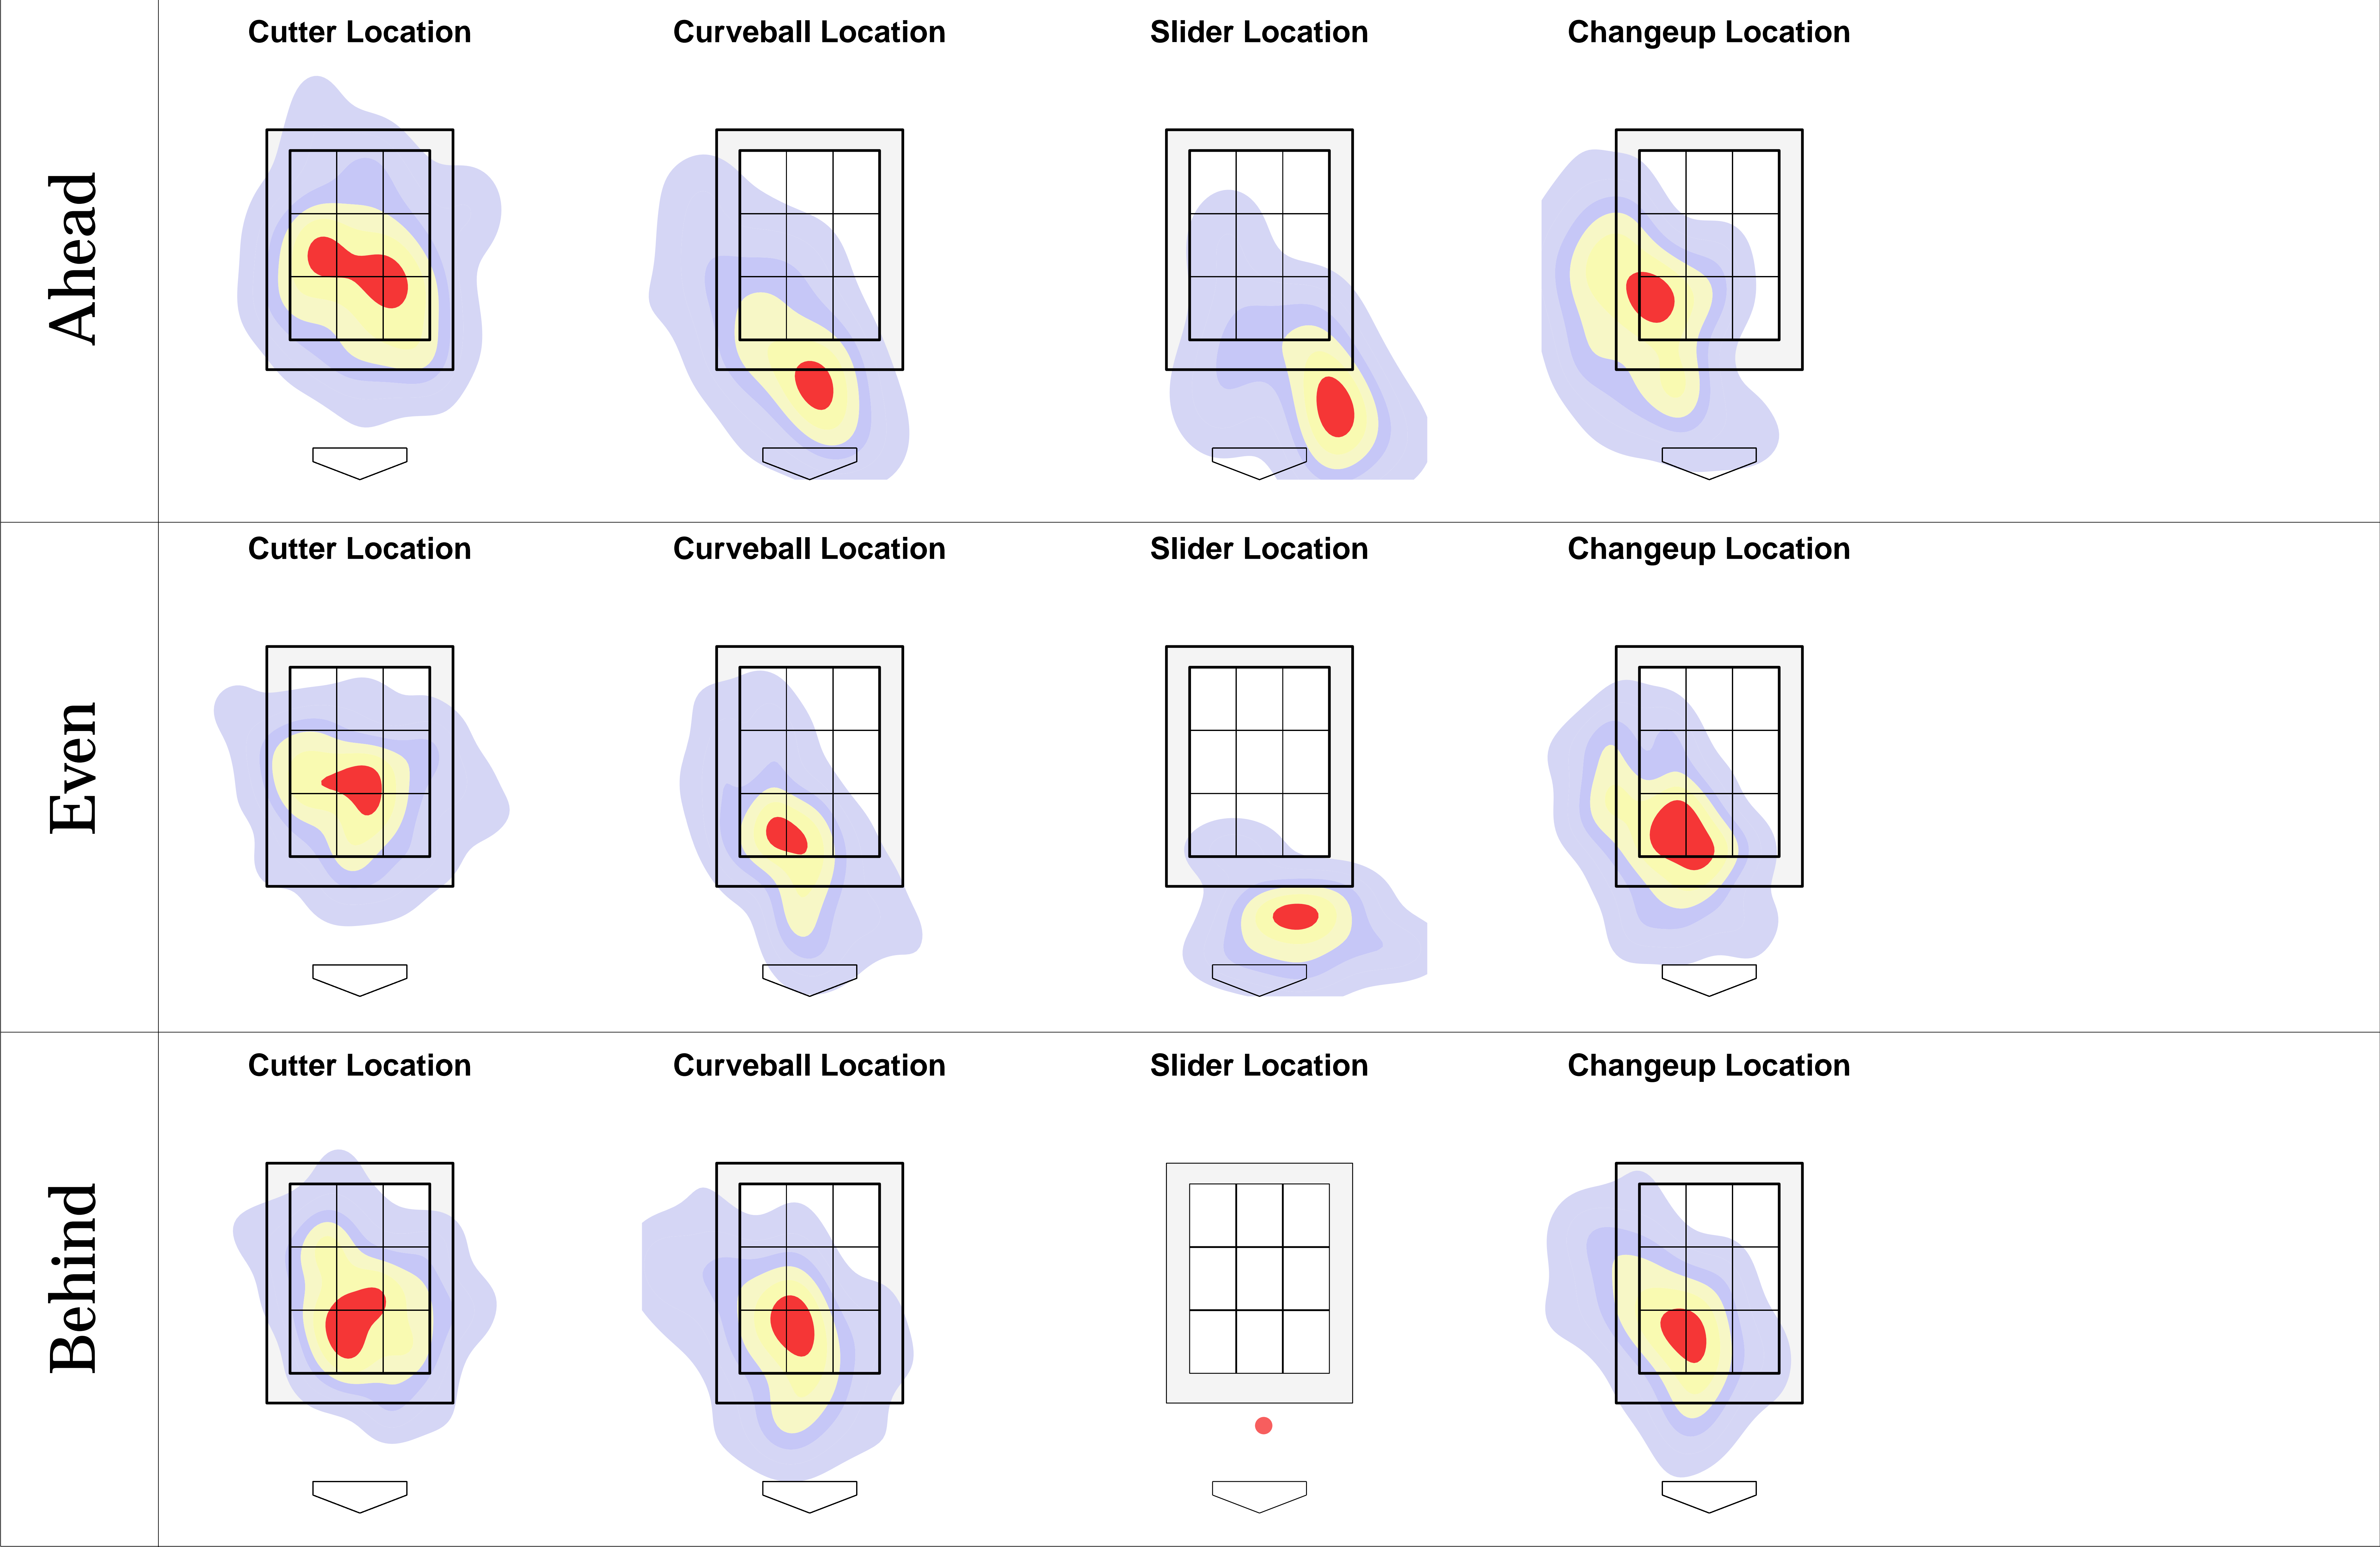 Ahead
Cutter Location
Curveball Location
Slider Location
Changeup Location
Even
Cutter Location
Curveball Location
Slider Location
Changeup Location
Behind
Cutter Location
Curveball Location
Slider Location
Changeup Location